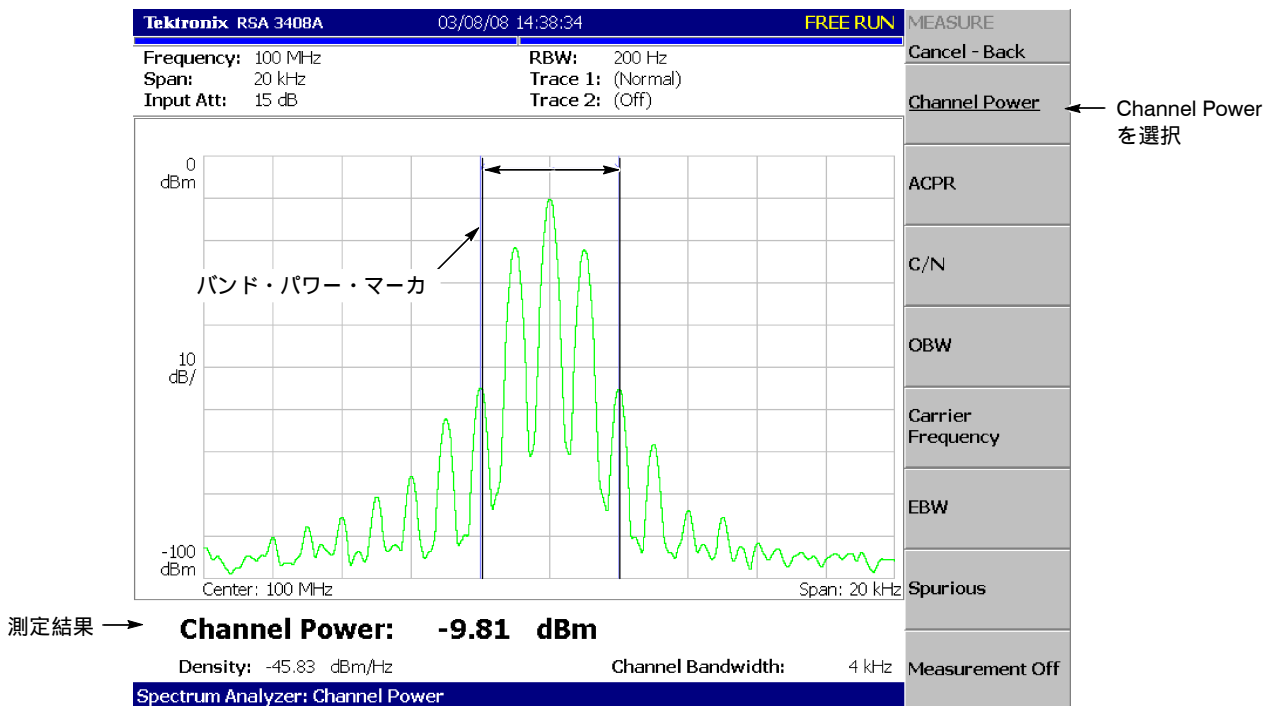 Tektronix RSA 3408A 03/08/08 14:38:34 FREE RUN
Frequency: 100 MHz RBW: 200 Hz
Span: 20 kHz Trace 1: (Normal)
Input Att: 15 dB Trace 2: (Off)
0
dBm
バンド・パワー・マーカ
10
dB/
-100
dBm
Center: 100 MHz Span: 20 kHz
測定結果
Channel Power: -9.81 dBm
Density: -45.83 dBm/Hz Channel Bandwidth: 4 kHz
Spectrum Analyzer: Channel Power
MEASURE
Cancel - Back
Channel Power
ACPR
C/N
OBW
Carrier
Frequency
EBW
Spurious
Measurement Off
Channel Power
を選択